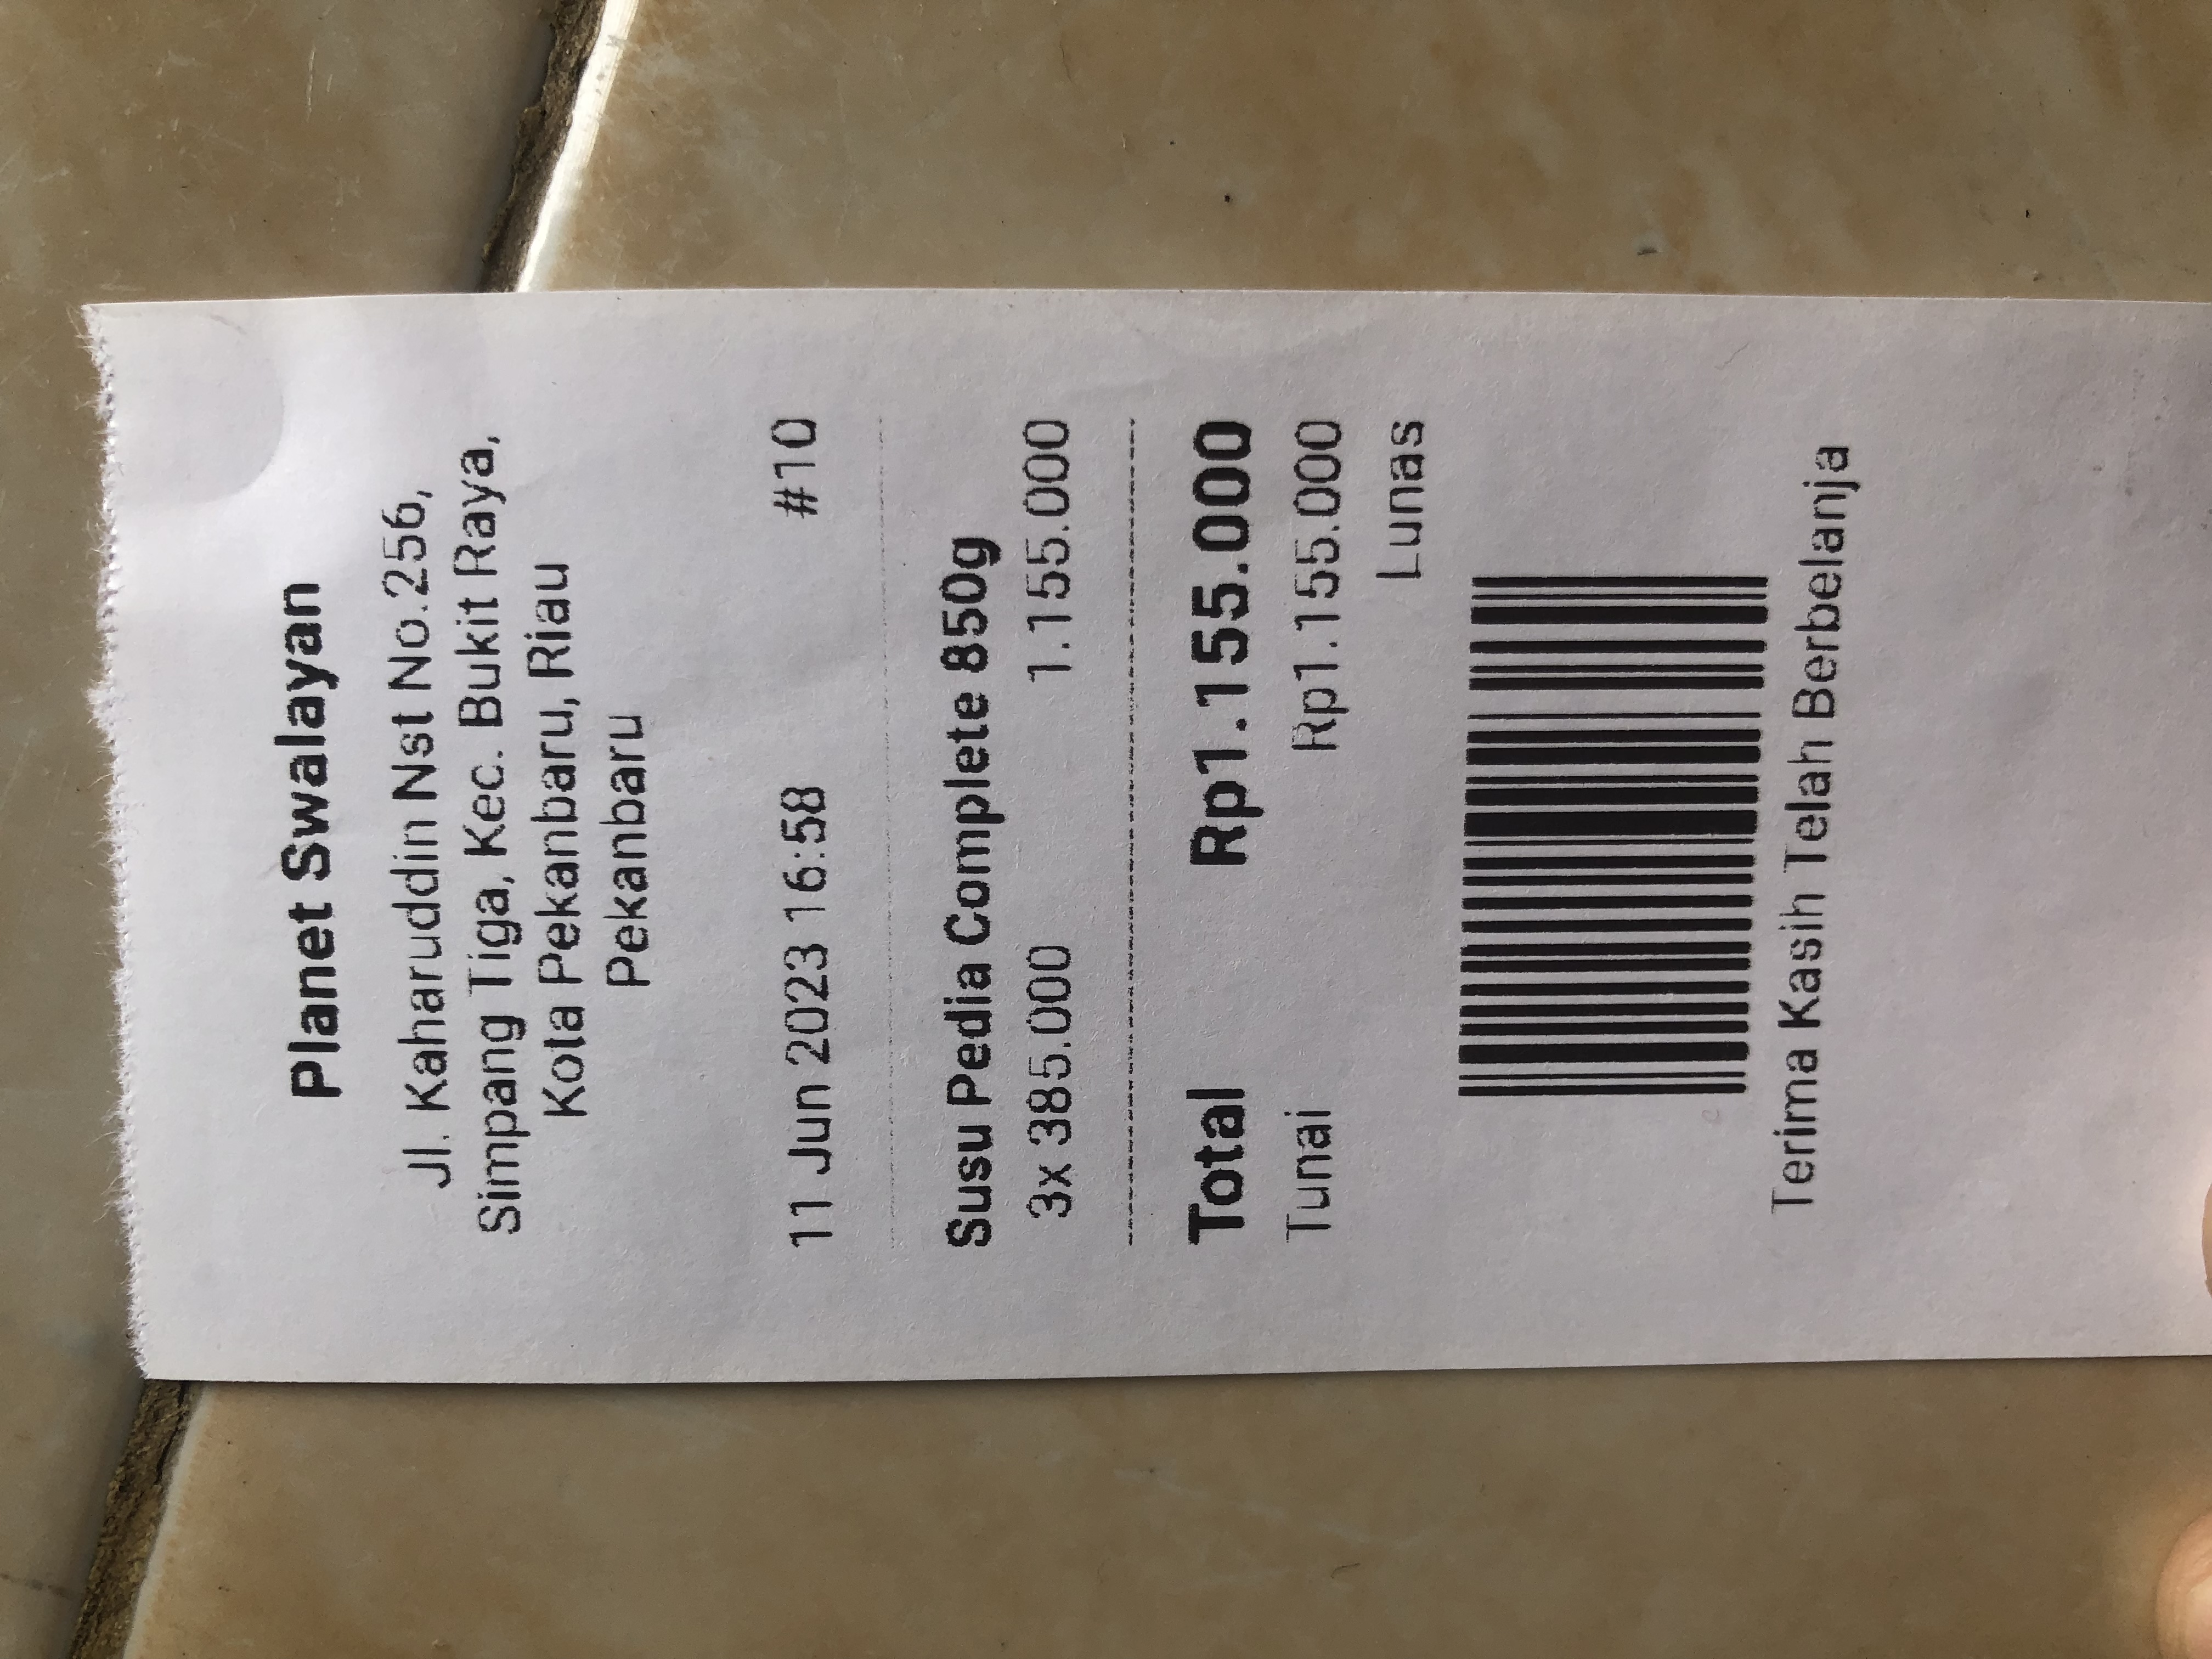 Planet Swalayan
Jl. Kaharuddin Nst No.256,
Simpang Tiga, Kec. Bukit Raya,
Kota Pekanbaru, Riau
Pekanbaru
11 Jun 2023 16:58 #10
Susu Pedia Complete 850g
3x 385.000 1.155.000
Total Rp1.155.000
Tunai Rp1.155.000
Lunas
Terima Kasih Telah Berbelanja